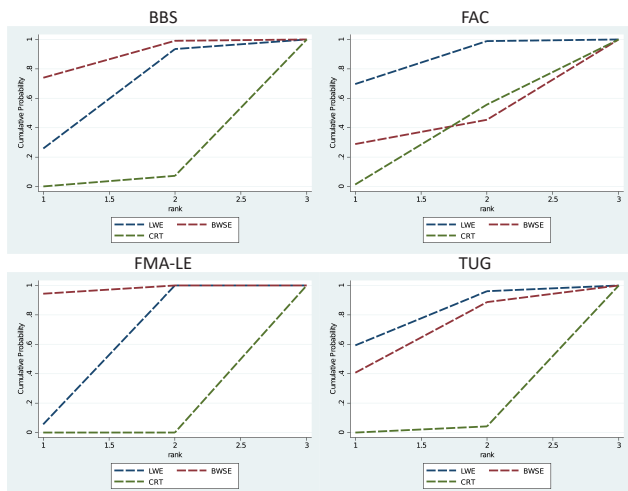 BBS
FAC
Cumulative Probability
0 .2 .4 .6 .8 1
1 1.5 2 2.5 3
rank
LWE BWSE
CRT
Cumulative Probability
0 .2 .4 .6 .8 1
1 1.5 2 2.5 3
rank
LWE BWSE
CRT
FMA-LE
TUG
Cumulative Probability
0 .2 .4 .6 .8 1
1 1.5 2 2.5 3
rank
LWE BWSE
CRT
Cumulative Probability
0 .2 .4 .6 .8 1
1 1.5 2 2.5 3
rank
LWE BWSE
CRT